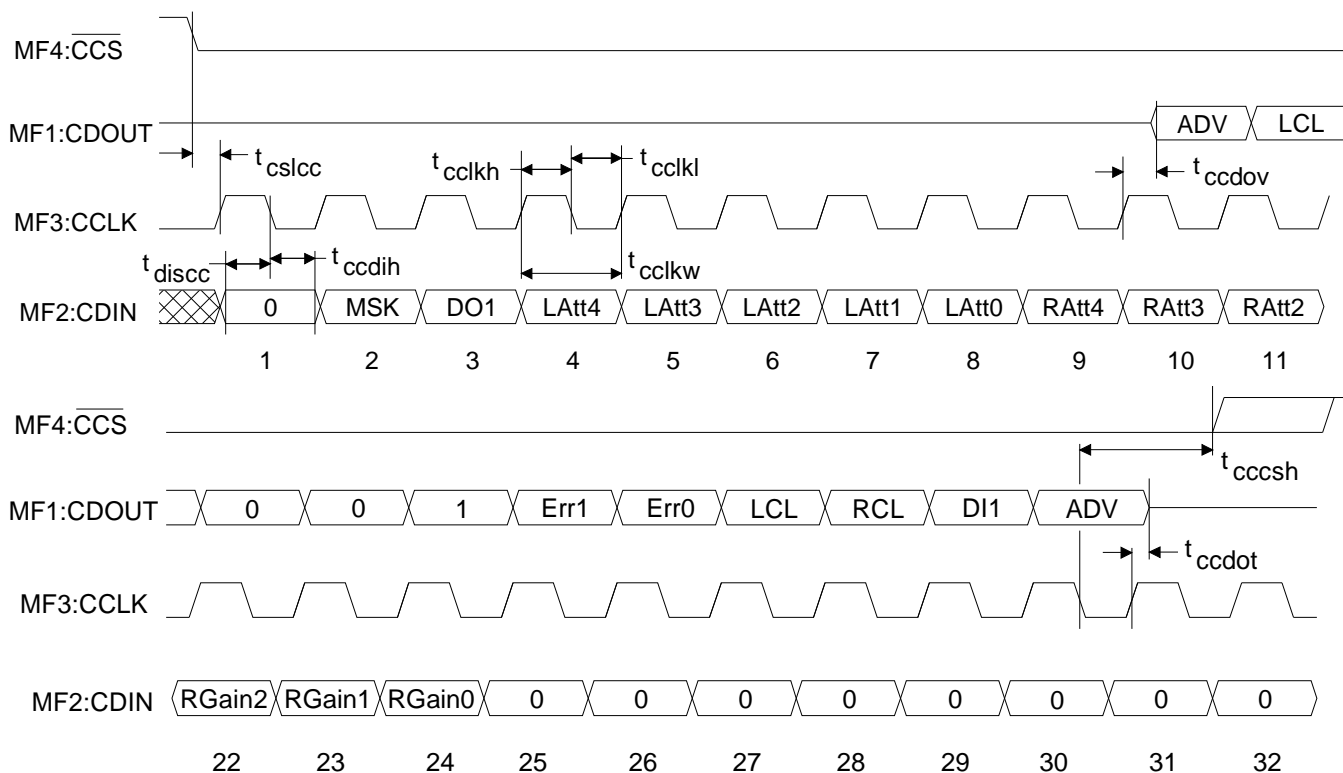 MF4:CCS
MF1:CDOUT ADV LCL
t cslcc t cclkh t cclkl t ccdov
MF3:CCLK
t discc t ccdih t cclkw
MF2:CDIN 0 MSK DO1 LAtt4 LAtt3 LAtt2 LAtt1 LAtt0 RAtt4 RAtt3 RAtt2
1 2 3 4 5 6 7 8 9 10 11
MF4:CCS
t cccsh
MF1:CDOUT 0 0 1 Err1 Err0 LCL RCL DI1 ADV
t ccdot
MF3:CCLK
MF2:CDIN RGain2 RGain1 RGain0 0 0 0 0 0 0 0 0
22 23 24 25 26 27 28 29 30 31 32